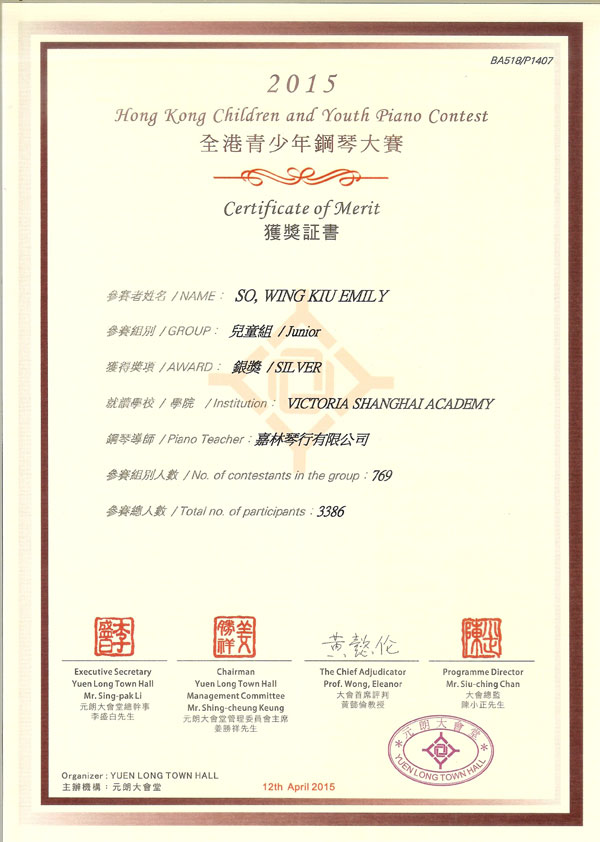 BA518/P1407
2015
Hong Kong Children and Youth Piano Contest
全港青少年鋼琴大賽
Certificate of Merit
獲獎証書
參賽者姓名 / NAME： SO, WING KIU EMILY
參賽組別 / GROUP： 兒童組 / Junior
獲得獎項 / AWARD： 銀獎 / SILVER
就讀學校 / 學院 / Institution： VICTORIA SHANGHAI ACADEMY
鋼琴導師 / Piano Teacher：嘉林琴行有限公司
參賽組別人數 / No. of contestants in the group：769
參賽總人數 / Total no. of participants：3386
李盛白
Executive Secretary
Yuen Long Town Hall
Mr. Sing-pak Li
元朗大會堂總幹事
李盛白先生
姜勝祥
Chairman
Yuen Long Town Hall
Management Committee
Mr. Shing-cheung Keung
元朗大會堂管理委員會主席
姜勝祥先生
黃懿伦
The Chief Adjudicator
Prof. Wong, Eleanor
大會首席評判
黃懿倫教授
陳小正
Programme Director
Mr. Siu-ching Chan
大會總監
陳小正先生
元朗大會堂
YUEN LONG TOWN HALL
Organizer : YUEN LONG TOWN HALL
主辦機構：元朗大會堂
12th April 2015